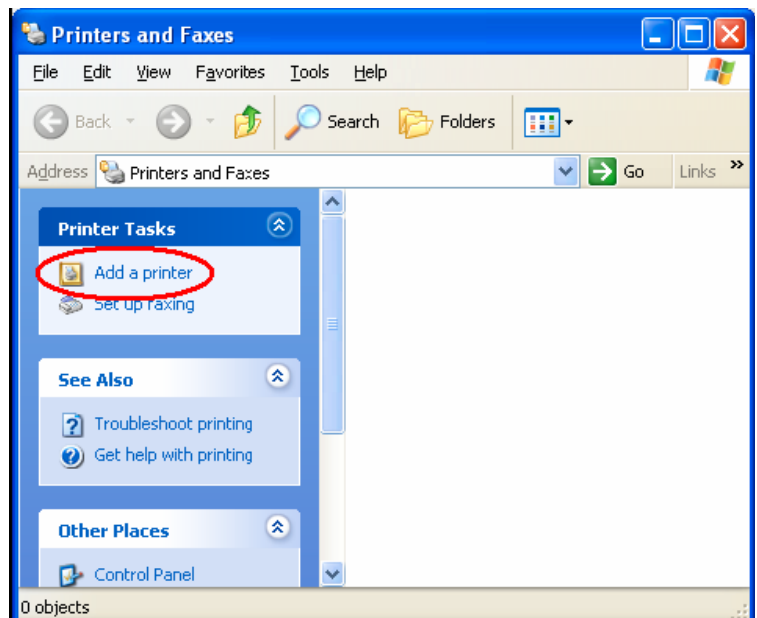 Printers and Faxes
File Edit View Favorites Tools Help
Back Search Folders
Address Printers and Faxes Go Links »
Printer Tasks
Add a printer
Set up faxing
See Also
Troubleshoot printing
Get help with printing
Other Places
Control Panel
0 objects